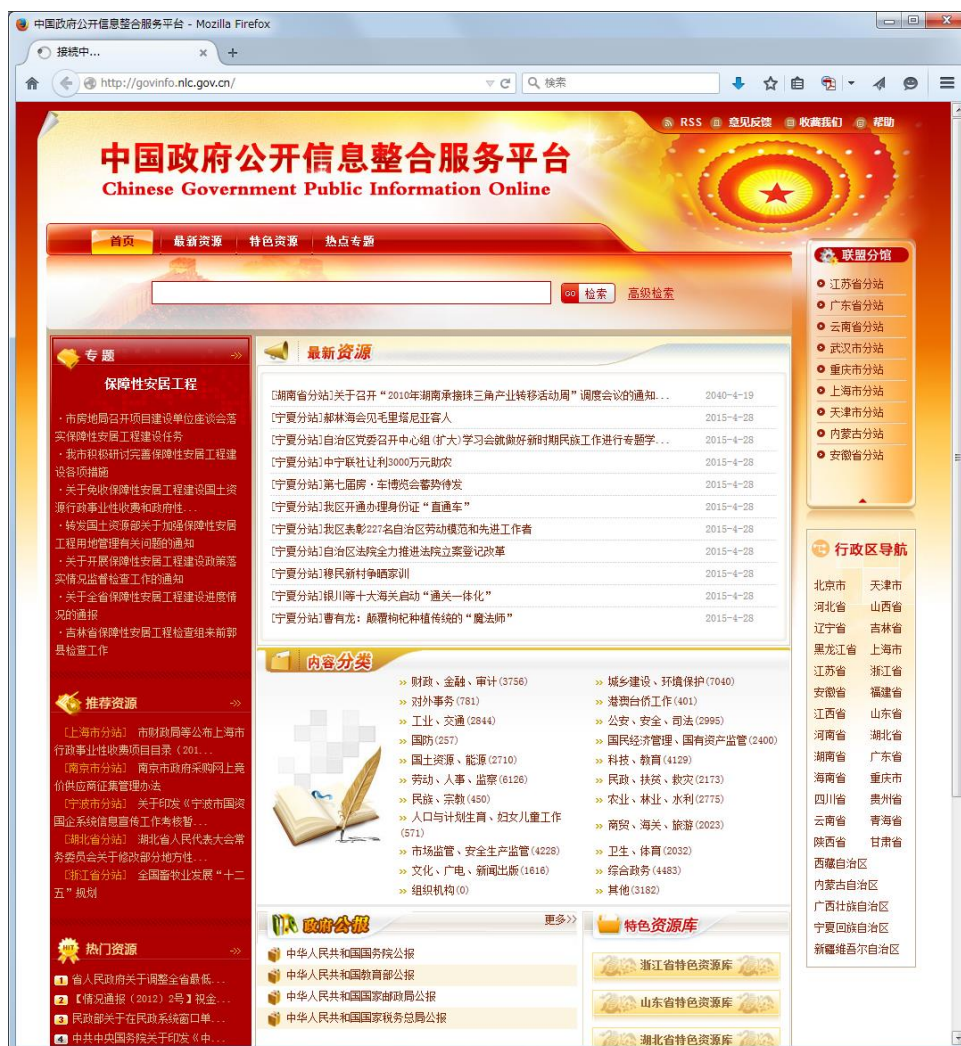 中国政府公开信息整合服务平台 - Mozilla Firefox
接続中...
http://govinfo.nlc.gov.cn/
検索
RSS 意见反馈 收藏我们 帮助
中国政府公开信息整合服务平台
Chinese Government Public Information Online
首页 最新资源 特色资源 热点专题
GO 检索 高级检索
专题
保障性安居工程
·市房地局召开项目建设单位座谈会落
实保障性安居工程建设任务
·我市积极研讨完善保障性安居工程建
设各项措施
·关于免收保障性安居工程建设国土资
源行政事业性收费和政府性...
·转发国土资源部关于加强保障性安居
工程用地管理有关问题的通知
·关于开展保障性安居工程建设政策落
实情况监督检查工作的通知
·关于全省保障性安居工程建设进度情
况的通报
·吉林省保障性安居工程检查组来前郭
县检查工作
推荐资源
[上海市分站] 市财政局等公布上海市
行政事业性收费项目目录（201...
[南京市分站] 南京市政府采购网上竞
价供应商征集管理办法
[宁波市分站] 关于印发《宁波市国资
国企系统信息宣传工作考核暂...
[湖北省分站] 湖北省人民代表大会常
务委员会关于修改部分地方性...
[浙江省分站] 全国畜牧业发展“十二
五”规划
热门资源
1 省人民政府关于调整全省最低...
2 【情况通报（2012）2号】祝金...
3 民政部关于在民政系统窗口单...
4 中共中央国务院关于印发《中...
最新资源
[湖南省分站]关于召开“2010年湖南承接珠三角产业转移活动周”调度会议的通知... 2040-4-19
[宁夏分站]郝林海会见毛里塔尼亚客人 2015-4-28
[宁夏分站]自治区党委召开中心组(扩大)学习会就做好新时期民族工作进行专题学... 2015-4-28
[宁夏分站]中宁联社让利3000万元助农 2015-4-28
[宁夏分站]第七届房·车博览会蓄势待发 2015-4-28
[宁夏分站]我区开通办理身份证“直通车” 2015-4-28
[宁夏分站]我区表彰227名自治区劳动模范和先进工作者 2015-4-28
[宁夏分站]自治区法院全力推进法院立案登记改革 2015-4-28
[宁夏分站]穆民新村争晒家训 2015-4-28
[宁夏分站]银川等十大海关启动“通关一体化” 2015-4-28
[宁夏分站]曹有龙：颠覆枸杞种植传统的“魔法师” 2015-4-28
内容分类
» 财政、金融、审计(3756) » 城乡建设、环境保护(7040)
» 对外事务(781) » 港澳台侨工作(401)
» 工业、交通(2844) » 公安、安全、司法(2995)
» 国防(257) » 国民经济管理、国有资产监管(2400)
» 国土资源、能源(2710) » 科技、教育(4129)
» 劳动、人事、监察(6126) » 民政、扶贫、救灾(2173)
» 民族、宗教(450) » 农业、林业、水利(2775)
» 人口与计划生育、妇女儿童工作
(571) » 商贸、海关、旅游(2023)
» 市场监管、安全生产监管(4228) » 卫生、体育(2032)
» 文化、广电、新闻出版(1616) » 综合政务(4483)
» 组织机构(0) » 其他(3182)
政府公报 更多>>
中华人民共和国国务院公报
中华人民共和国教育部公报
中华人民共和国国家邮政局公报
中华人民共和国国家税务总局公报
特色资源库
浙江省特色资源库
山东省特色资源库
湖北省特色资源库
联盟分馆
江苏省分站
广东省分站
云南省分站
武汉市分站
重庆市分站
上海市分站
天津市分站
内蒙古分站
安徽省分站
行政区导航
北京市 天津市
河北省 山西省
辽宁省 吉林省
黑龙江省 上海市
江苏省 浙江省
安徽省 福建省
江西省 山东省
河南省 湖北省
湖南省 广东省
海南省 重庆市
四川省 贵州省
云南省 青海省
陕西省 甘肃省
西藏自治区
内蒙古自治区
广西壮族自治区
宁夏回族自治区
新疆维吾尔自治区